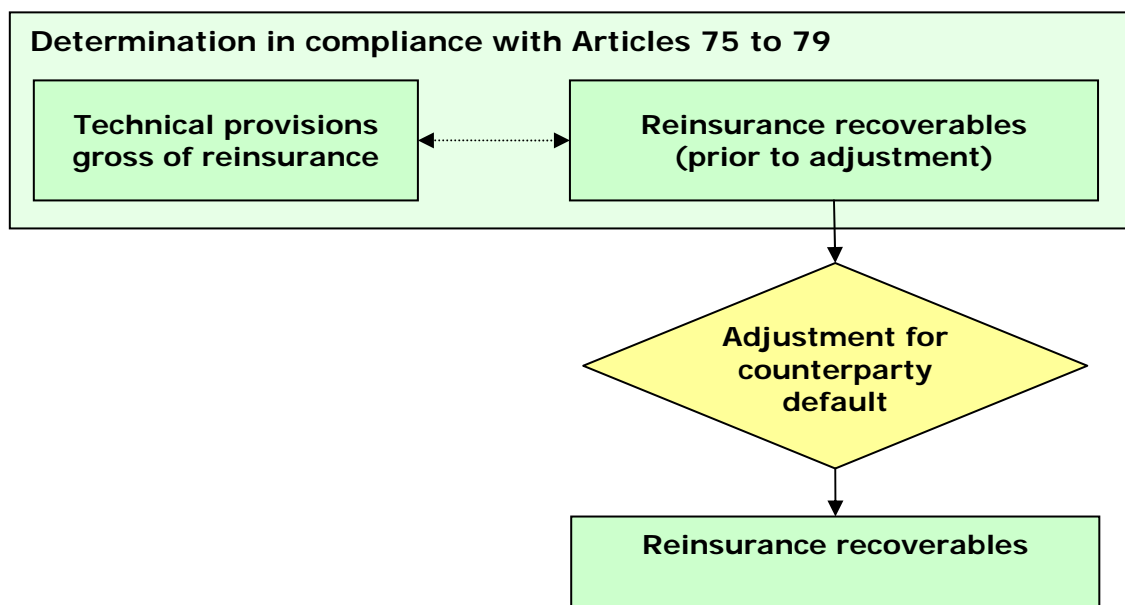 Determination in compliance with Articles 75 to 79
Technical provisions
gross of reinsurance
Reinsurance recoverables
(prior to adjustment)
Adjustment for
counterparty
default
Reinsurance recoverables